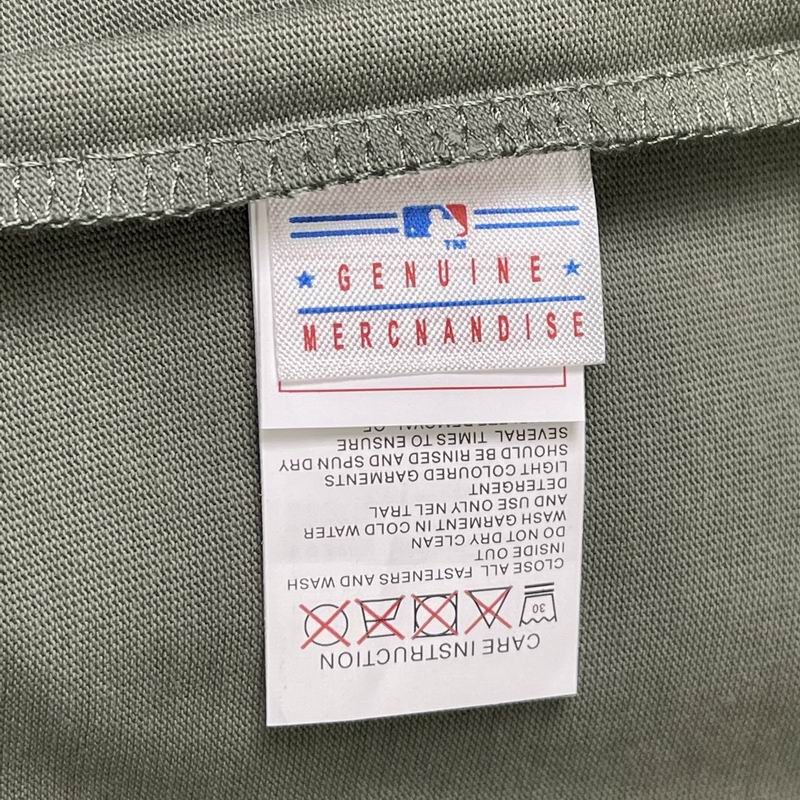 TM
GENUINE
MERCNANDISE
CARE INSTRUCTION
30
CLOSE ALL FASTENERS AND WASH
INSIDE OUT
DO NOT DRY CLEAN
WASH GARMENT IN COLD WATER
AND USE ONLY NEL TRAL
DETERGENT
LIGHT COLOURED GARMENTS
SHOULD BE RINSED AND SPUN DRY
SEVERAL TIMES TO ENSURE
REMOVAL OF